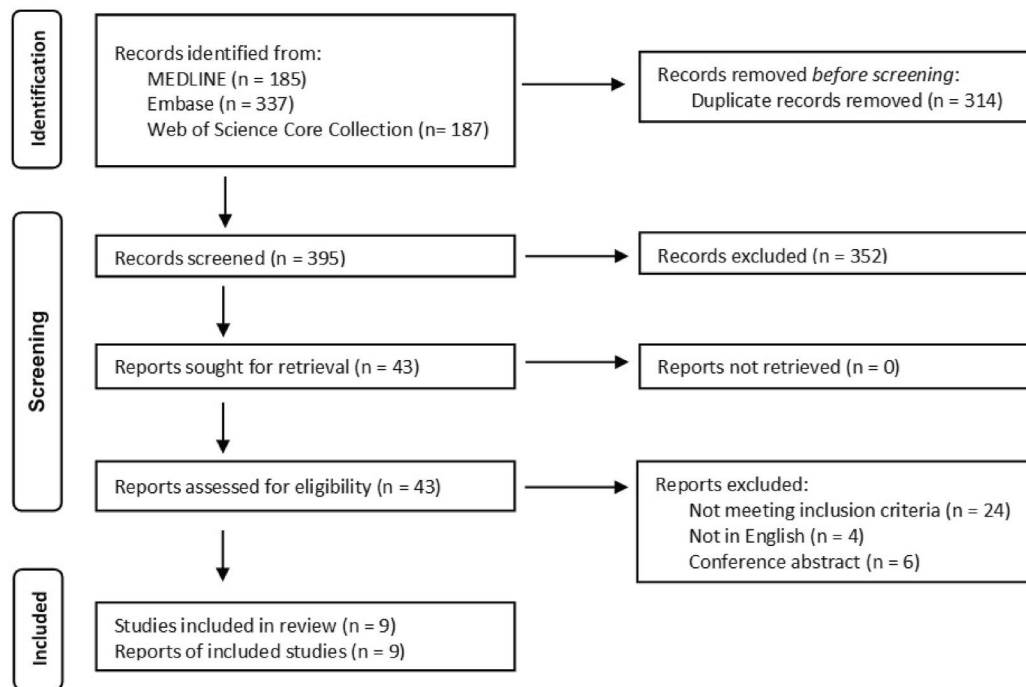 Identification
Records identified from:
MEDLINE (n = 185)
Embase (n = 337)
Web of Science Core Collection (n= 187)
Records removed before screening:
Duplicate records removed (n = 314)
Screening
Records screened (n = 395)
Records excluded (n = 352)
Reports sought for retrieval (n = 43)
Reports not retrieved (n = 0)
Reports assessed for eligibility (n = 43)
Reports excluded:
Not meeting inclusion criteria (n = 24)
Not in English (n = 4)
Conference abstract (n = 6)
Included
Studies included in review (n = 9)
Reports of included studies (n = 9)